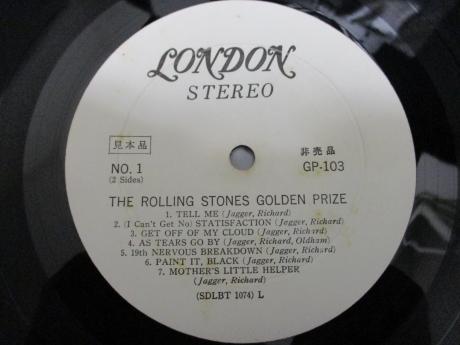 LONDON
STEREO
見本品
非売品
NO. 1
GP-103
(2 Sides)
THE ROLLING STONES GOLDEN PRIZE
1. TELL ME (Jagger, Richard)
2. (I Can't Get No) STATISFACTION (Jagger, Richard)
3. GET OFF OF MY CLOUD (Jagger, Richard)
4. AS TEARS GO BY (Jagger, Richard, Oldham)
5. 19th NERVOUS BREAKDOWN (Jagger, Richard)
6. PAINT IT, BLACK (Jagger, Richard)
7. MOTHER'S LITTLE HELPER
(Jagger, Richard)
(SDLBT 1074) L